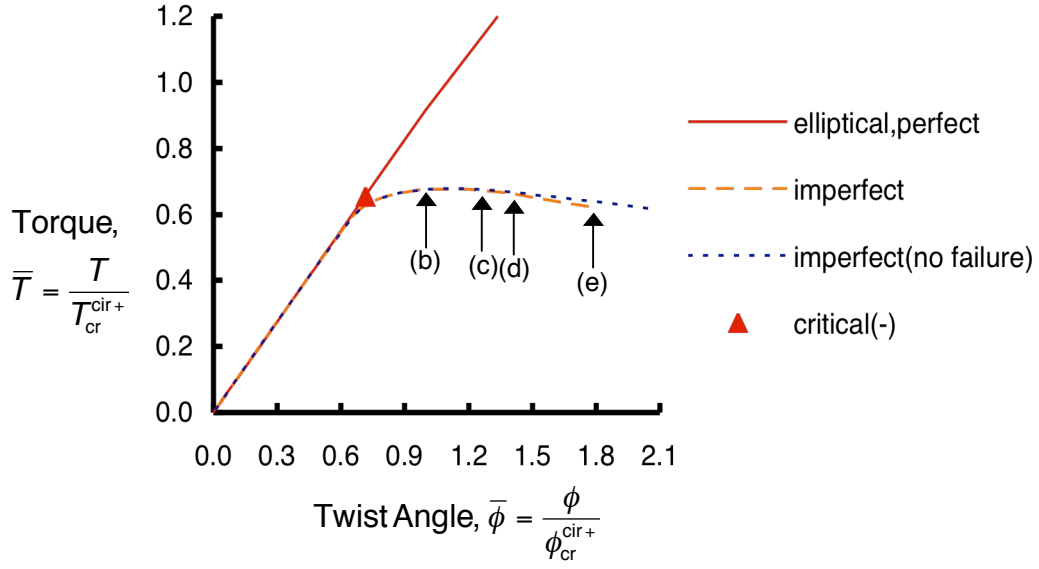 1.2
1.0
0.8
0.6
0.4
0.2
0.0
0.0 0.3 0.6 0.9 1.2 1.5 1.8 2.1
Torque,
T̅ = T / T_cr^cir+
Twist Angle, ϕ̅ = ϕ / ϕ_cr^cir+
(b) (c) (d) (e)
elliptical,perfect
imperfect
imperfect(no failure)
critical(-)